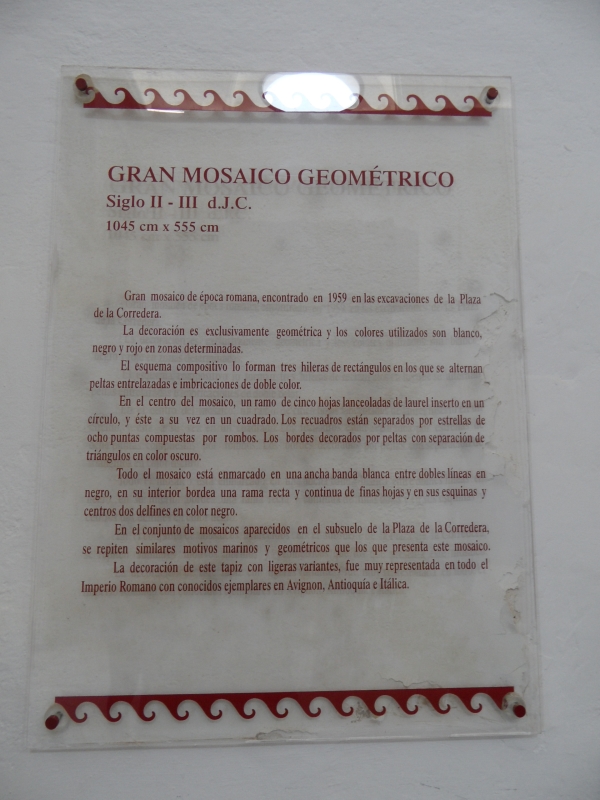 GRAN MOSAICO GEOMÉTRICO
Siglo II - III d.J.C.
1045 cm x 555 cm
Gran mosaico de época romana, encontrado en 1959 en las excavaciones de la Plaza
de la Corredera.
La decoración es exclusivamente geométrica y los colores utilizados son blanco,
negro y rojo en zonas determinadas.
El esquema compositivo lo forman tres hileras de rectángulos en los que se alternan
peltas entrelazadas e imbricaciones de doble color.
En el centro del mosaico, un ramo de cinco hojas lanceoladas de laurel inserto en un
círculo, y éste a su vez en un cuadrado. Los recuadros están separados por estrellas de
ocho puntas compuestas por rombos. Los bordes decorados por peltas con separación de
triángulos en color oscuro.
Todo el mosaico está enmarcado en una ancha banda blanca entre dobles líneas en
negro, en su interior bordea una rama recta y continua de finas hojas y en sus esquinas y
centros dos delfines en color negro.
En el conjunto de mosaicos aparecidos en el subsuelo de la Plaza de la Corredera,
se repiten similares motivos marinos y geométricos que los que presenta este mosaico.
La decoración de este tapiz con ligeras variantes, fue muy representada en todo el
Imperio Romano con conocidos ejemplares en Avignon, Antioquía e Itálica.